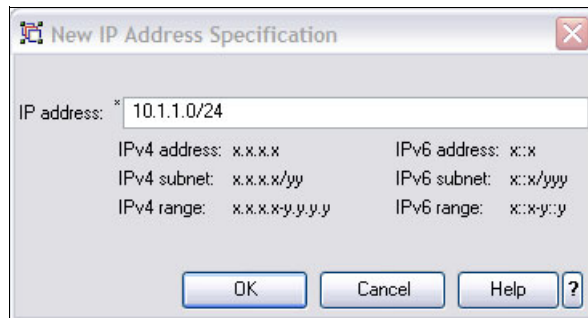 New IP Address Specification
IP address: * 10.1.1.0/24
IPv4 address: x.x.x.x IPv6 address: x::x
IPv4 subnet: x.x.x.x/yy IPv6 subnet: x::x/yyy
IPv4 range: x.x.x.x-y.y.y.y IPv6 range: x::x-y::y
OK Cancel Help ?